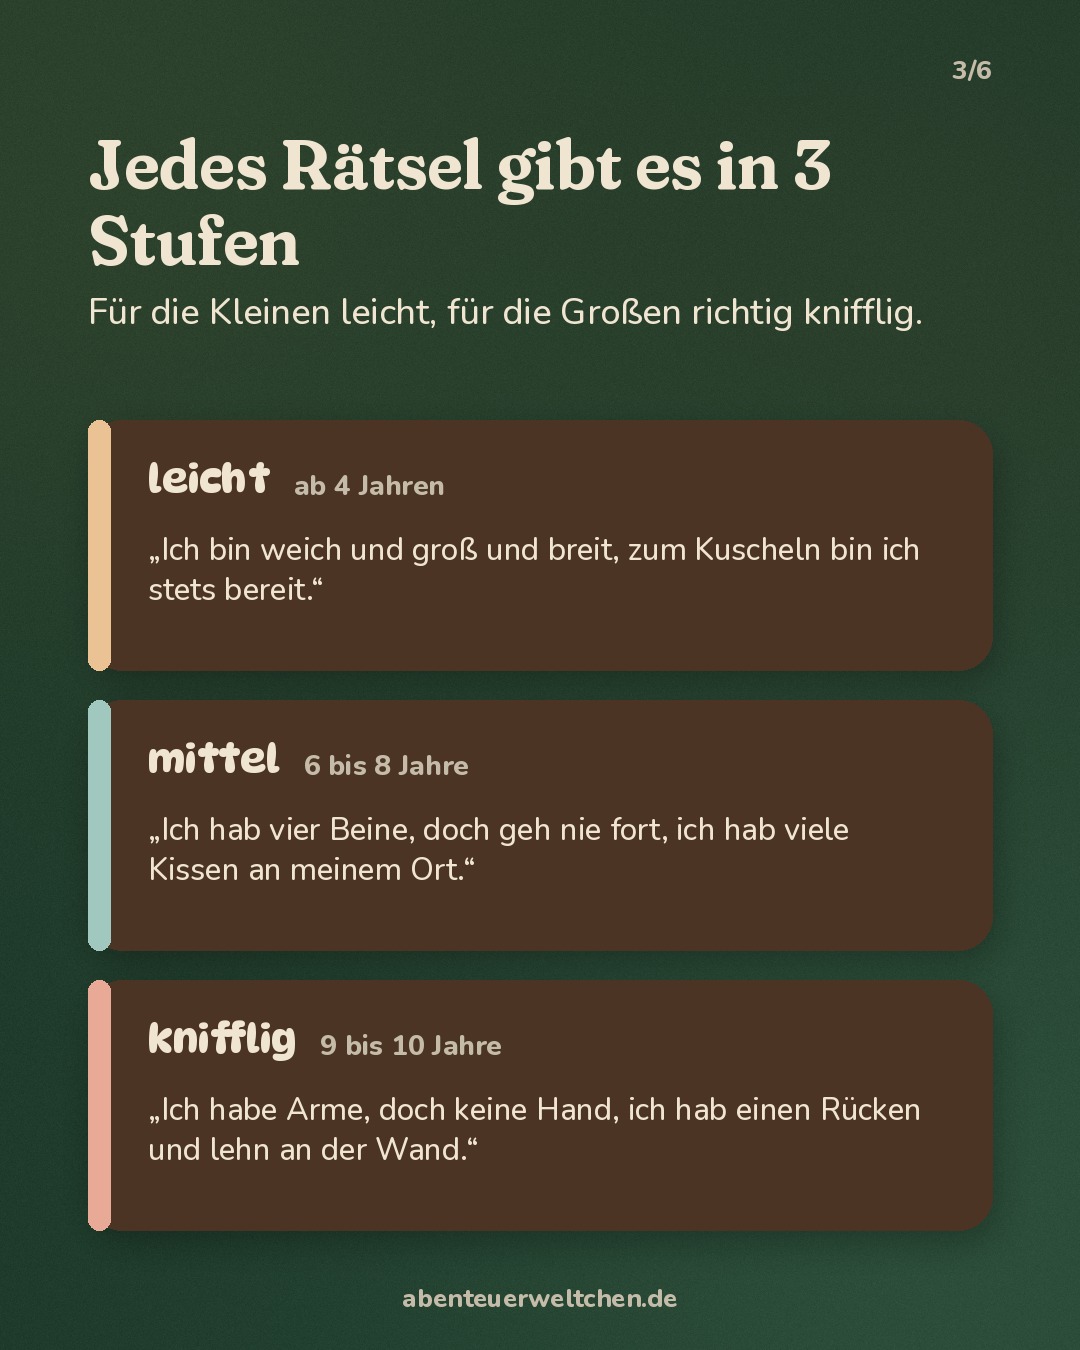 3/6
Jedes Rätsel gibt es in 3
Stufen
Für die Kleinen leicht, für die Großen richtig knifflig.
leicht ab 4 Jahren
„Ich bin weich und groß und breit, zum Kuscheln bin ich
stets bereit.“
mittel 6 bis 8 Jahre
„Ich hab vier Beine, doch geh nie fort, ich hab viele
Kissen an meinem Ort.“
knifflig 9 bis 10 Jahre
„Ich habe Arme, doch keine Hand, ich hab einen Rücken
und lehn an der Wand.“
abenteuerweltchen.de